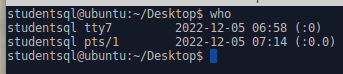 studentsql@ubuntu:~/Desktop$ who
studentsql tty7         2022-12-05 06:58 (:0)
studentsql pts/1        2022-12-05 07:14 (:0.0)
studentsql@ubuntu:~/Desktop$